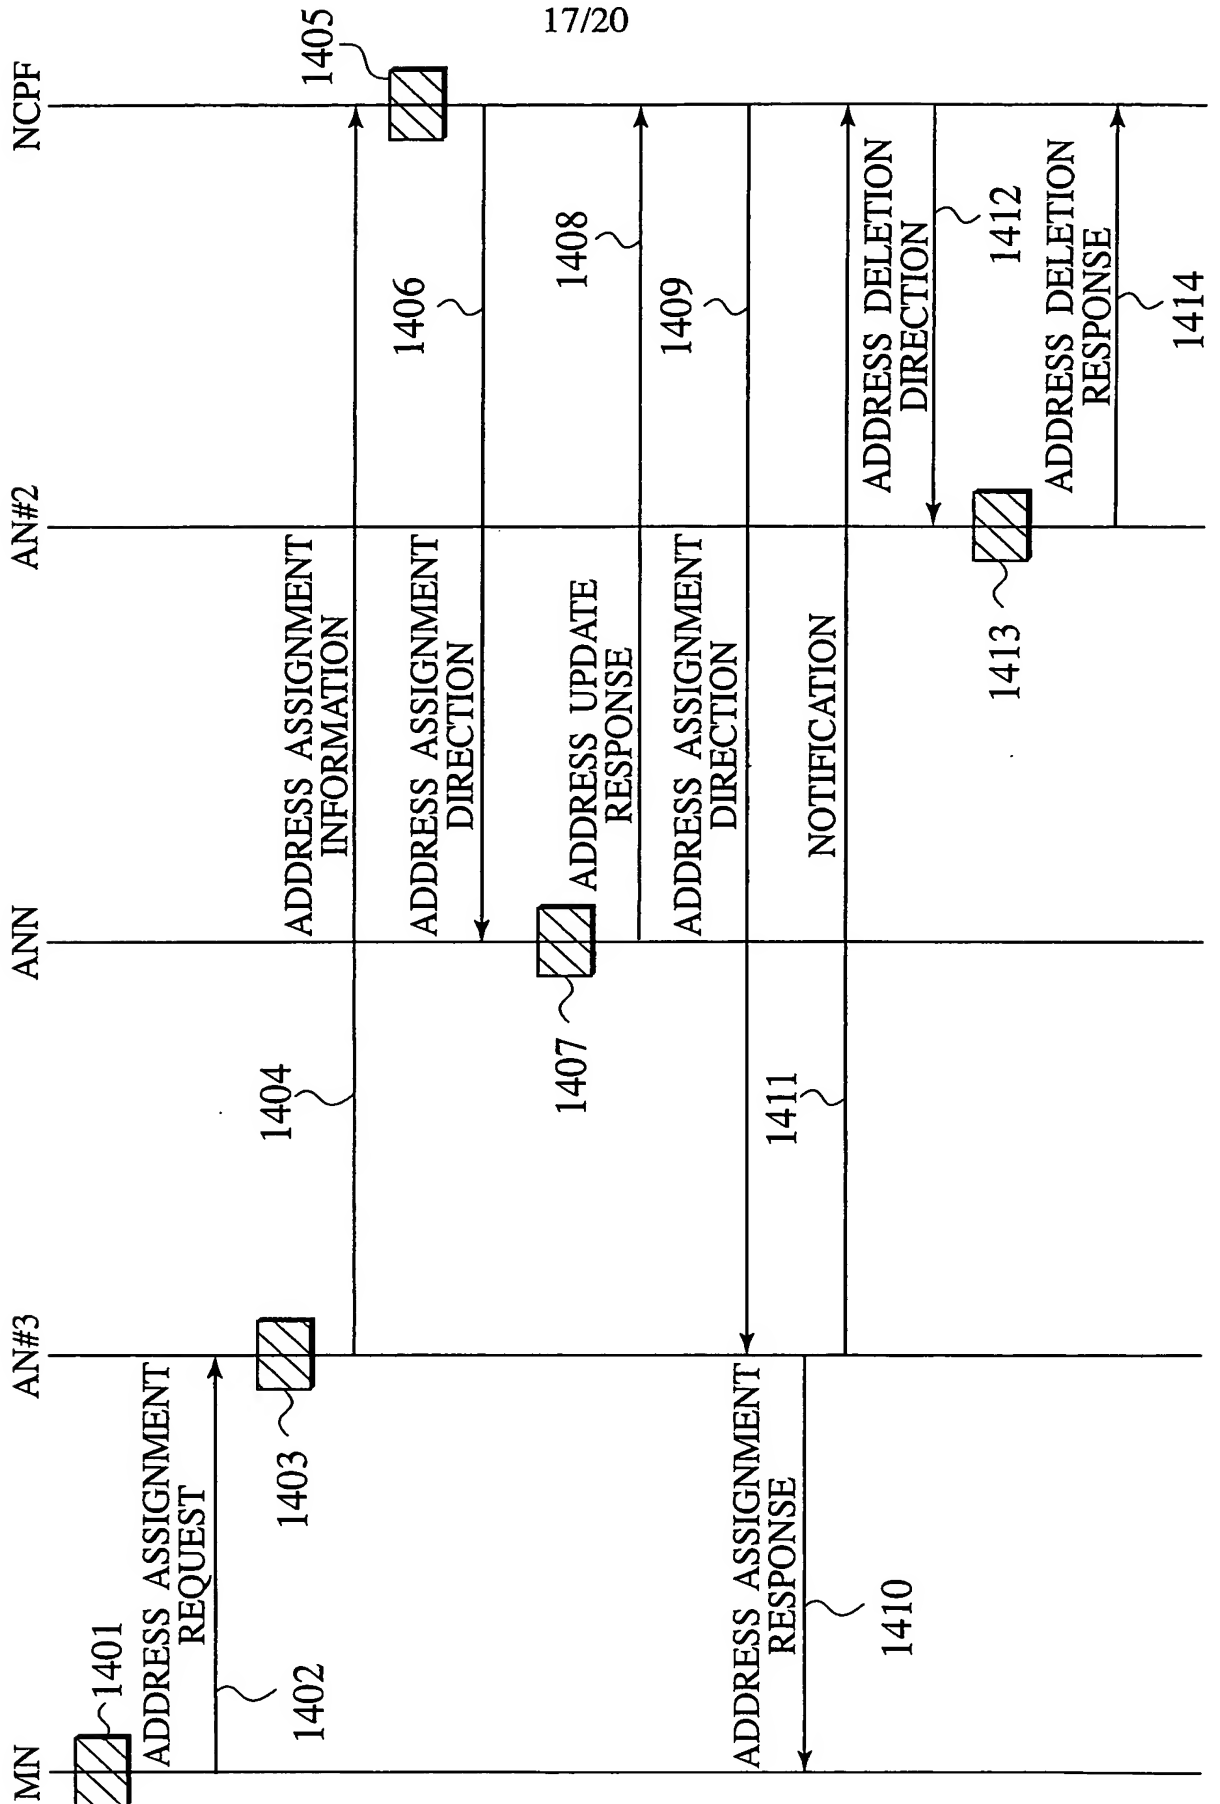 17/20
MN
AN#3
ANN
AN#2
NCPF
1401
ADDRESS ASSIGNMENT
REQUEST
1402
1403
ADDRESS ASSIGNMENT
INFORMATION
1404
1405
ADDRESS ASSIGNMENT
DIRECTION
1406
1407
ADDRESS UPDATE
RESPONSE
1408
ADDRESS ASSIGNMENT
DIRECTION
1409
ADDRESS ASSIGNMENT
RESPONSE
1410
NOTIFICATION
1411
ADDRESS DELETION
DIRECTION
1412
1413
ADDRESS DELETION
RESPONSE
1414